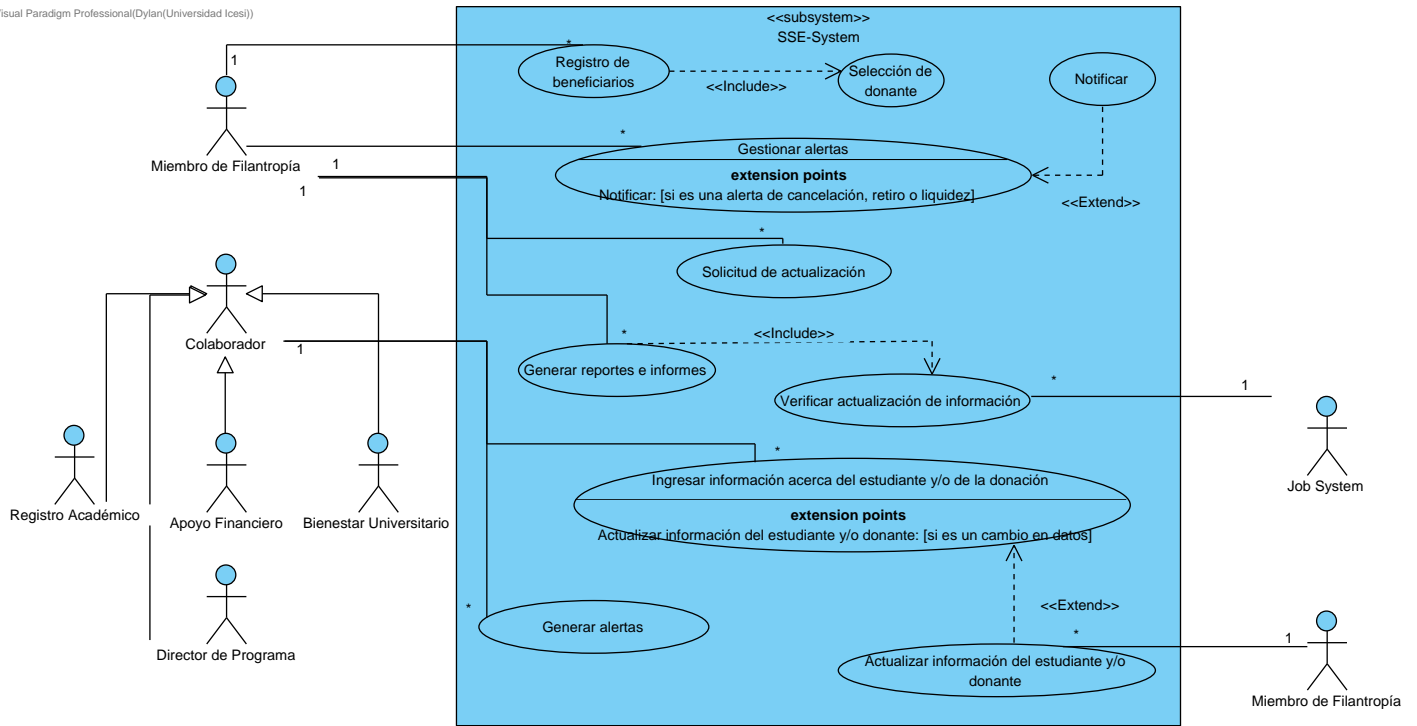 isual Paradigm Professional(Dylan(Universidad Icesi))
<<subsystem>>
SSE-System
1
*
Registro de
beneficiarios
<<Include>>
Selección de
donante
Notificar
Miembro de Filantropía
*
Gestionar alertas
extension points
Notificar: [si es una alerta de cancelación, retiro o liquidez]
<<Extend>>
1
1
*
Solicitud de actualización
Colaborador
1
*
<<Include>>
Generar reportes e informes
Verificar actualización de información
*
1
Job System
Registro Académico
Apoyo Financiero
Bienestar Universitario
*
Ingresar información acerca del estudiante y/o de la donación
extension points
Actualizar información del estudiante y/o donante: [si es un cambio en datos]
<<Extend>>
*
Generar alertas
Director de Programa
*
1
Actualizar información del estudiante y/o
donante
Miembro de Filantropía